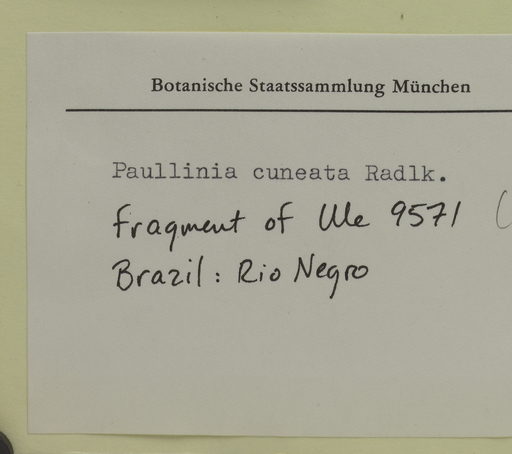 Botanische Staatssammlung München
Paullinia cuneata Radlk.
fragment of Ule 9571 (
Brazil: Rio Negro